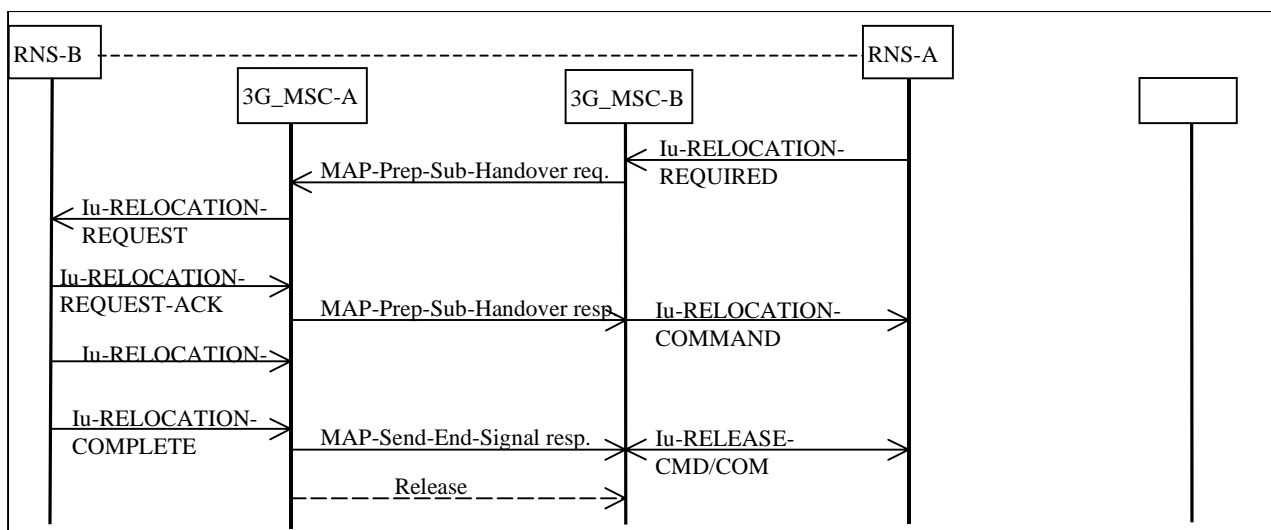 RNS-B
RNS-A
3G_MSC-A
3G_MSC-B
Iu-RELOCATION-
REQUIRED
MAP-Prep-Sub-Handover req.
Iu-RELOCATION-
REQUEST
Iu-RELOCATION-
REQUEST-ACK
MAP-Prep-Sub-Handover resp
Iu-RELOCATION-
COMMAND
Iu-RELOCATION-
Iu-RELOCATION-
COMPLETE
MAP-Send-End-Signal resp.
Iu-RELEASE-
CMD/COM
Release